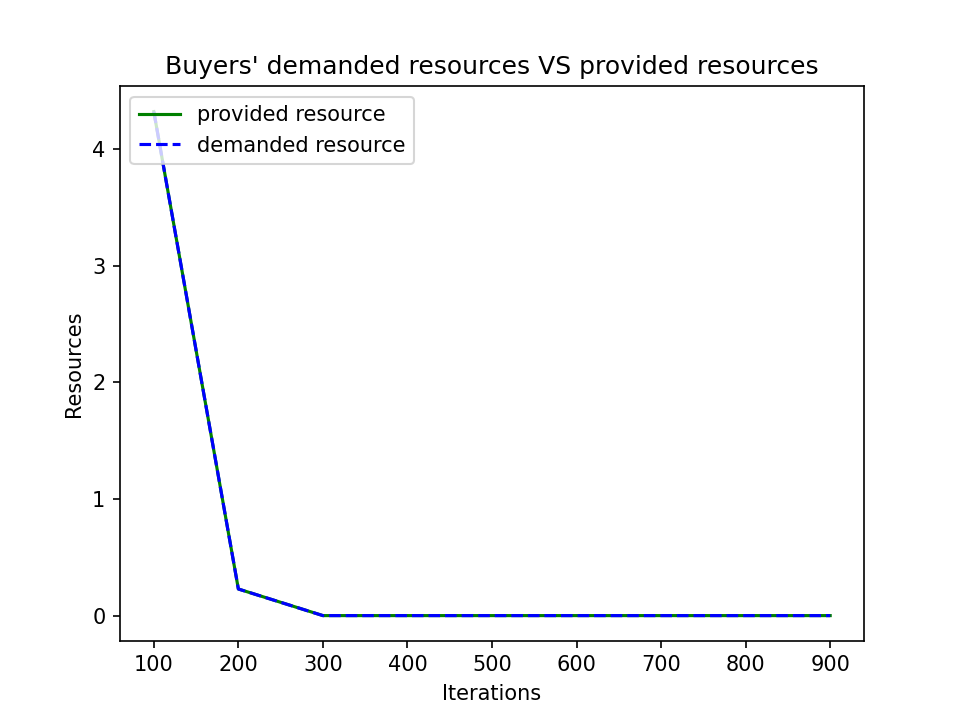 Buyers' demanded resources VS provided resources
provided resource
demanded resource
4
3
2
1
0
Resources
100 200 300 400 500 600 700 800 900
Iterations